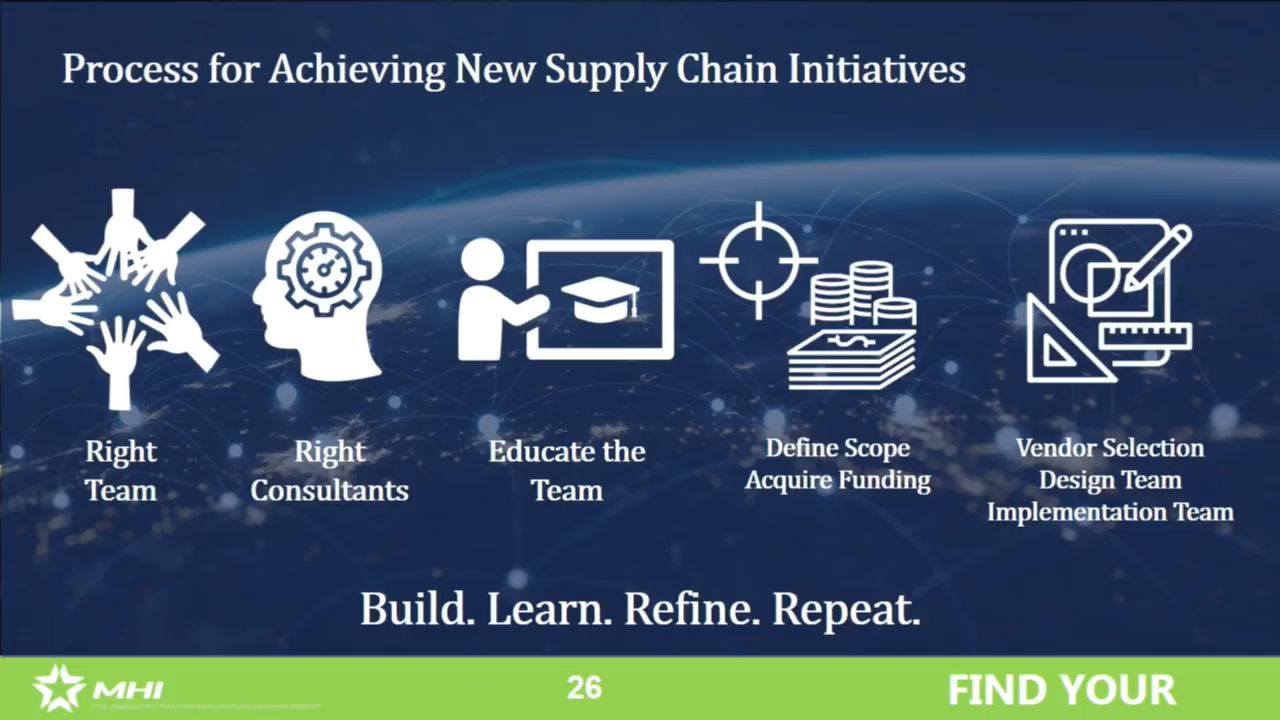 Process for Achieving New Supply Chain Initiatives
Right
Team
Right
Consultants
Educate the
Team
Define Scope
Acquire Funding
Vendor Selection
Design Team
Implementation Team
Build. Learn. Refine. Repeat.
MHI
26
FIND YOUR